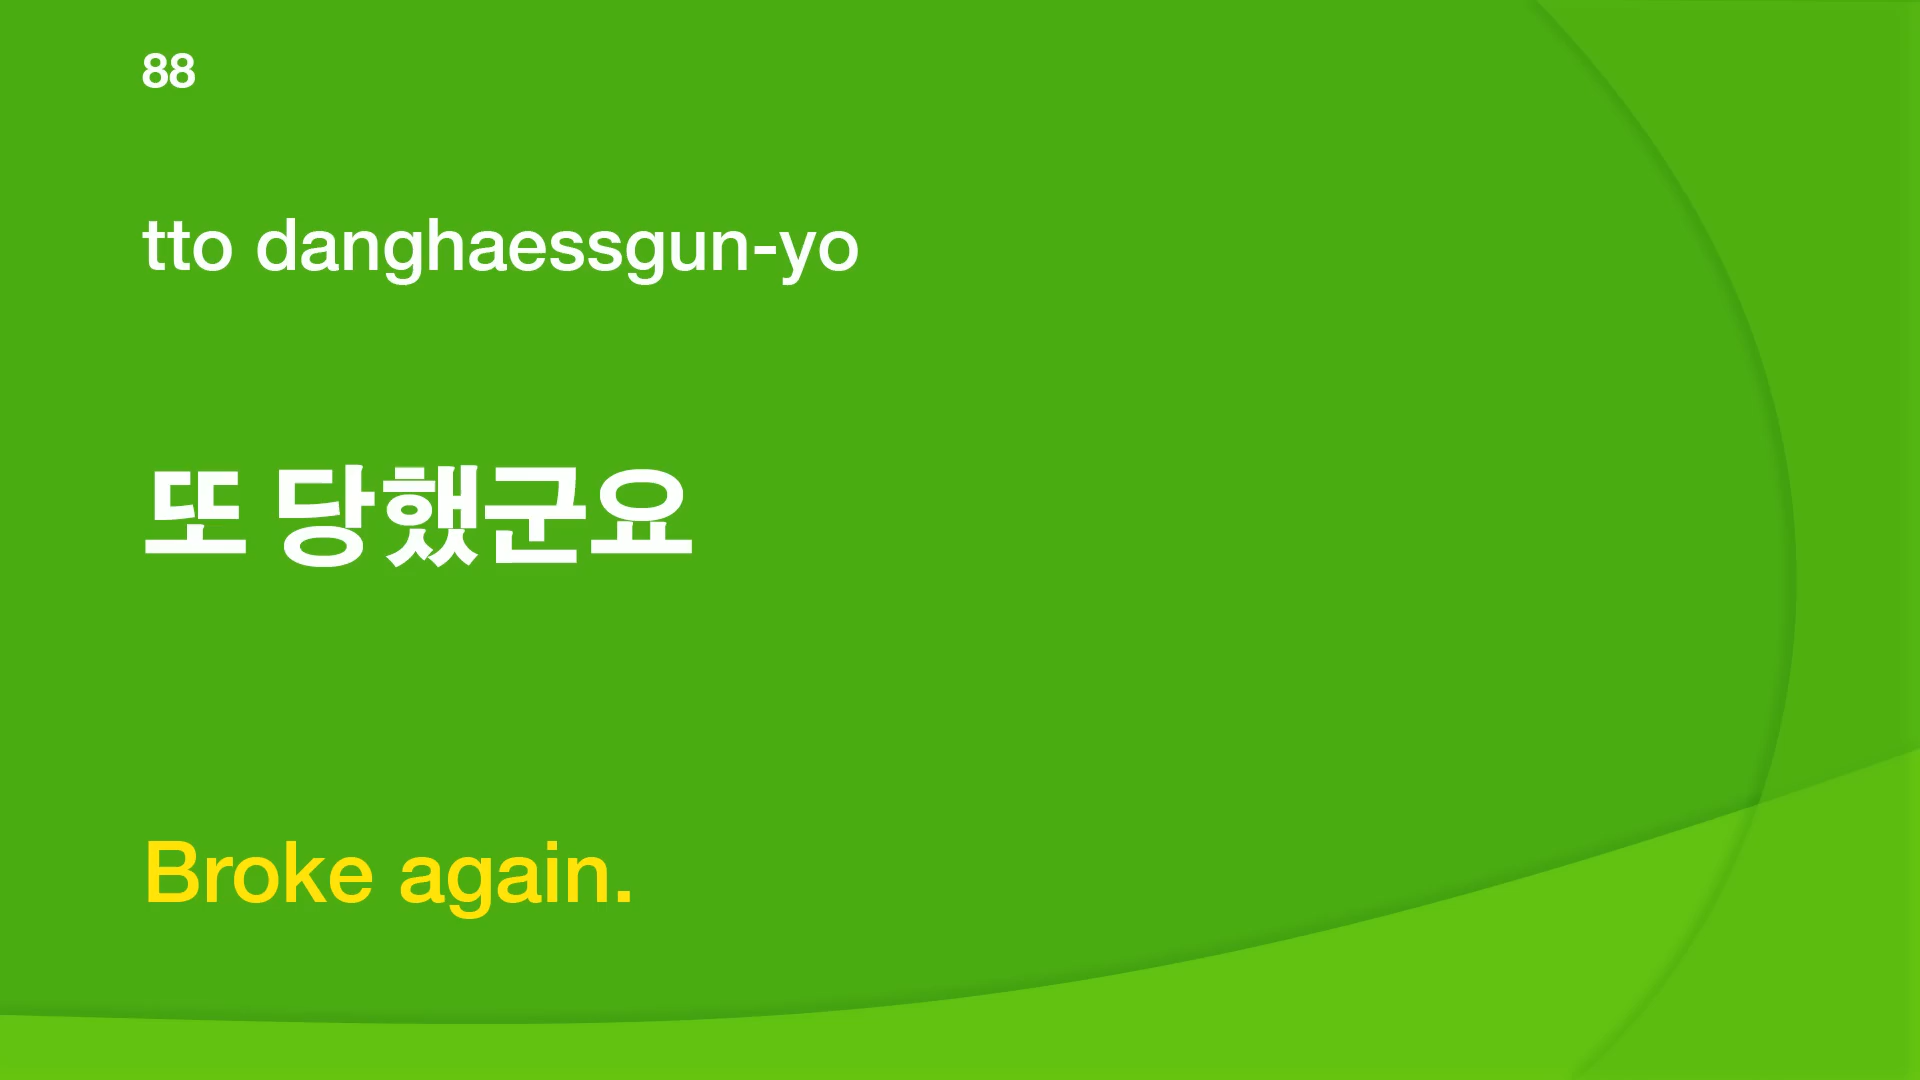 88
tto danghaessgun-yo
또 당했군요
Broke again.